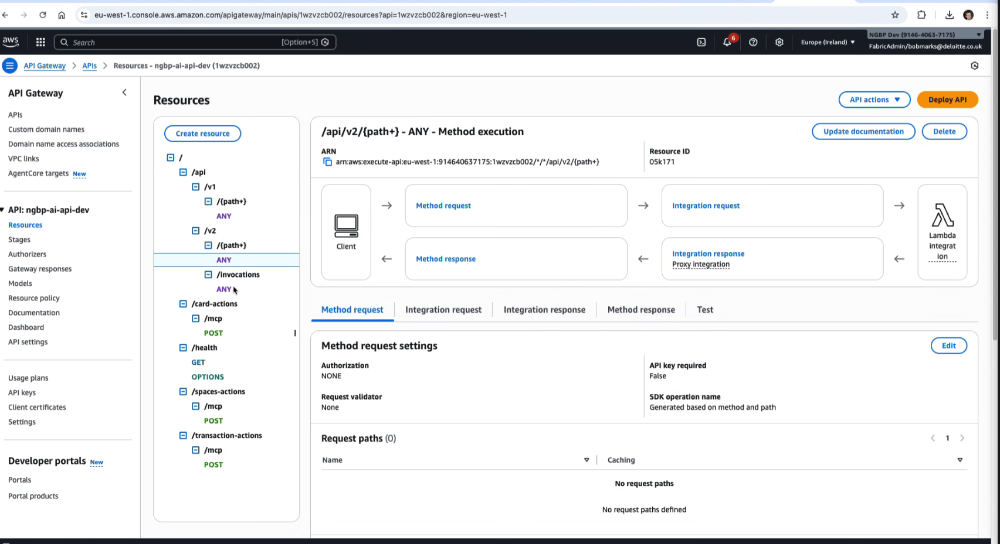 eu-west-1.console.aws.amazon.com/apigateway/main/apis/1wzvzcb002/resources?api=1wzvzcb002&region=eu-west-1
aws
Search
[Option+S]
6
Europe (Ireland)
NGBP Dev (9146-4063-7175)
FabricAdmin/bobmarks@deloitte.co.uk
API Gateway
APIs
Resources - ngbp-ai-api-dev (1wzvzcb002)
API Gateway
APIs
Custom domain names
Domain name access associations
VPC links
AgentCore targets New
API: ngbp-ai-api-dev
Resources
Stages
Authorizers
Gateway responses
Models
Resource policy
Documentation
Dashboard
API settings
Usage plans
API keys
Client certificates
Settings
Developer portals New
Portals
Portal products
Resources
API actions
Deploy API
Create resource
/
/api
/v1
/{path+}
ANY
/v2
/{path+}
ANY
/invocations
ANY
/card-actions
/mcp
POST
/health
GET
OPTIONS
/spaces-actions
/mcp
POST
/transaction-actions
/mcp
POST
/api/v2/{path+} - ANY - Method execution
Update documentation
Delete
ARN
arn:aws:execute-api:eu-west-1:914640637175:1wzvzcb002/*/*/api/v2/{path+}
Resource ID
05k171
Client
Method request
Integration request
Method response
Integration response
Proxy integration
Lambda
integrat
ion
Method request
Integration request
Integration response
Method response
Test
Method request settings
Edit
Authorization
NONE
API key required
False
Request validator
None
SDK operation name
Generated based on method and path
Request paths (0)
1
Name
Caching
No request paths
No request paths defined